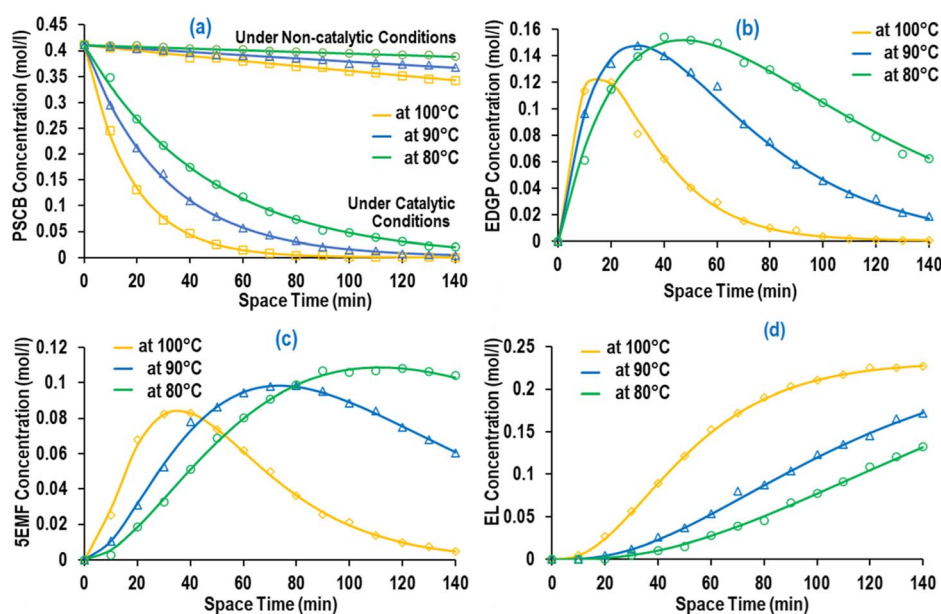 (a)
PSCB Concentration (mol/l)
0.45
0.4
0.35
0.3
0.25
0.2
0.15
0.1
0.05
0
Under Non-catalytic Conditions
at 100°C
at 90°C
at 80°C
Under Catalytic
Conditions
0 20 40 60 80 100 120 140
Space Time (min)
(b)
EDGP Concentration (mol/l)
0.16
0.14
0.12
0.1
0.08
0.06
0.04
0.02
0
at 100°C
at 90°C
at 80°C
0 20 40 60 80 100 120 140
Space Time (min)
(c)
5EMF Concentration (mol/l)
0.12
0.1
0.08
0.06
0.04
0.02
0
at 100°C
at 90°C
at 80°C
0 20 40 60 80 100 120 140
Space Time (min)
(d)
EL Concentration (mol/l)
0.25
0.2
0.15
0.1
0.05
0
at 100°C
at 90°C
at 80°C
0 20 40 60 80 100 120 140
Space Time (min)